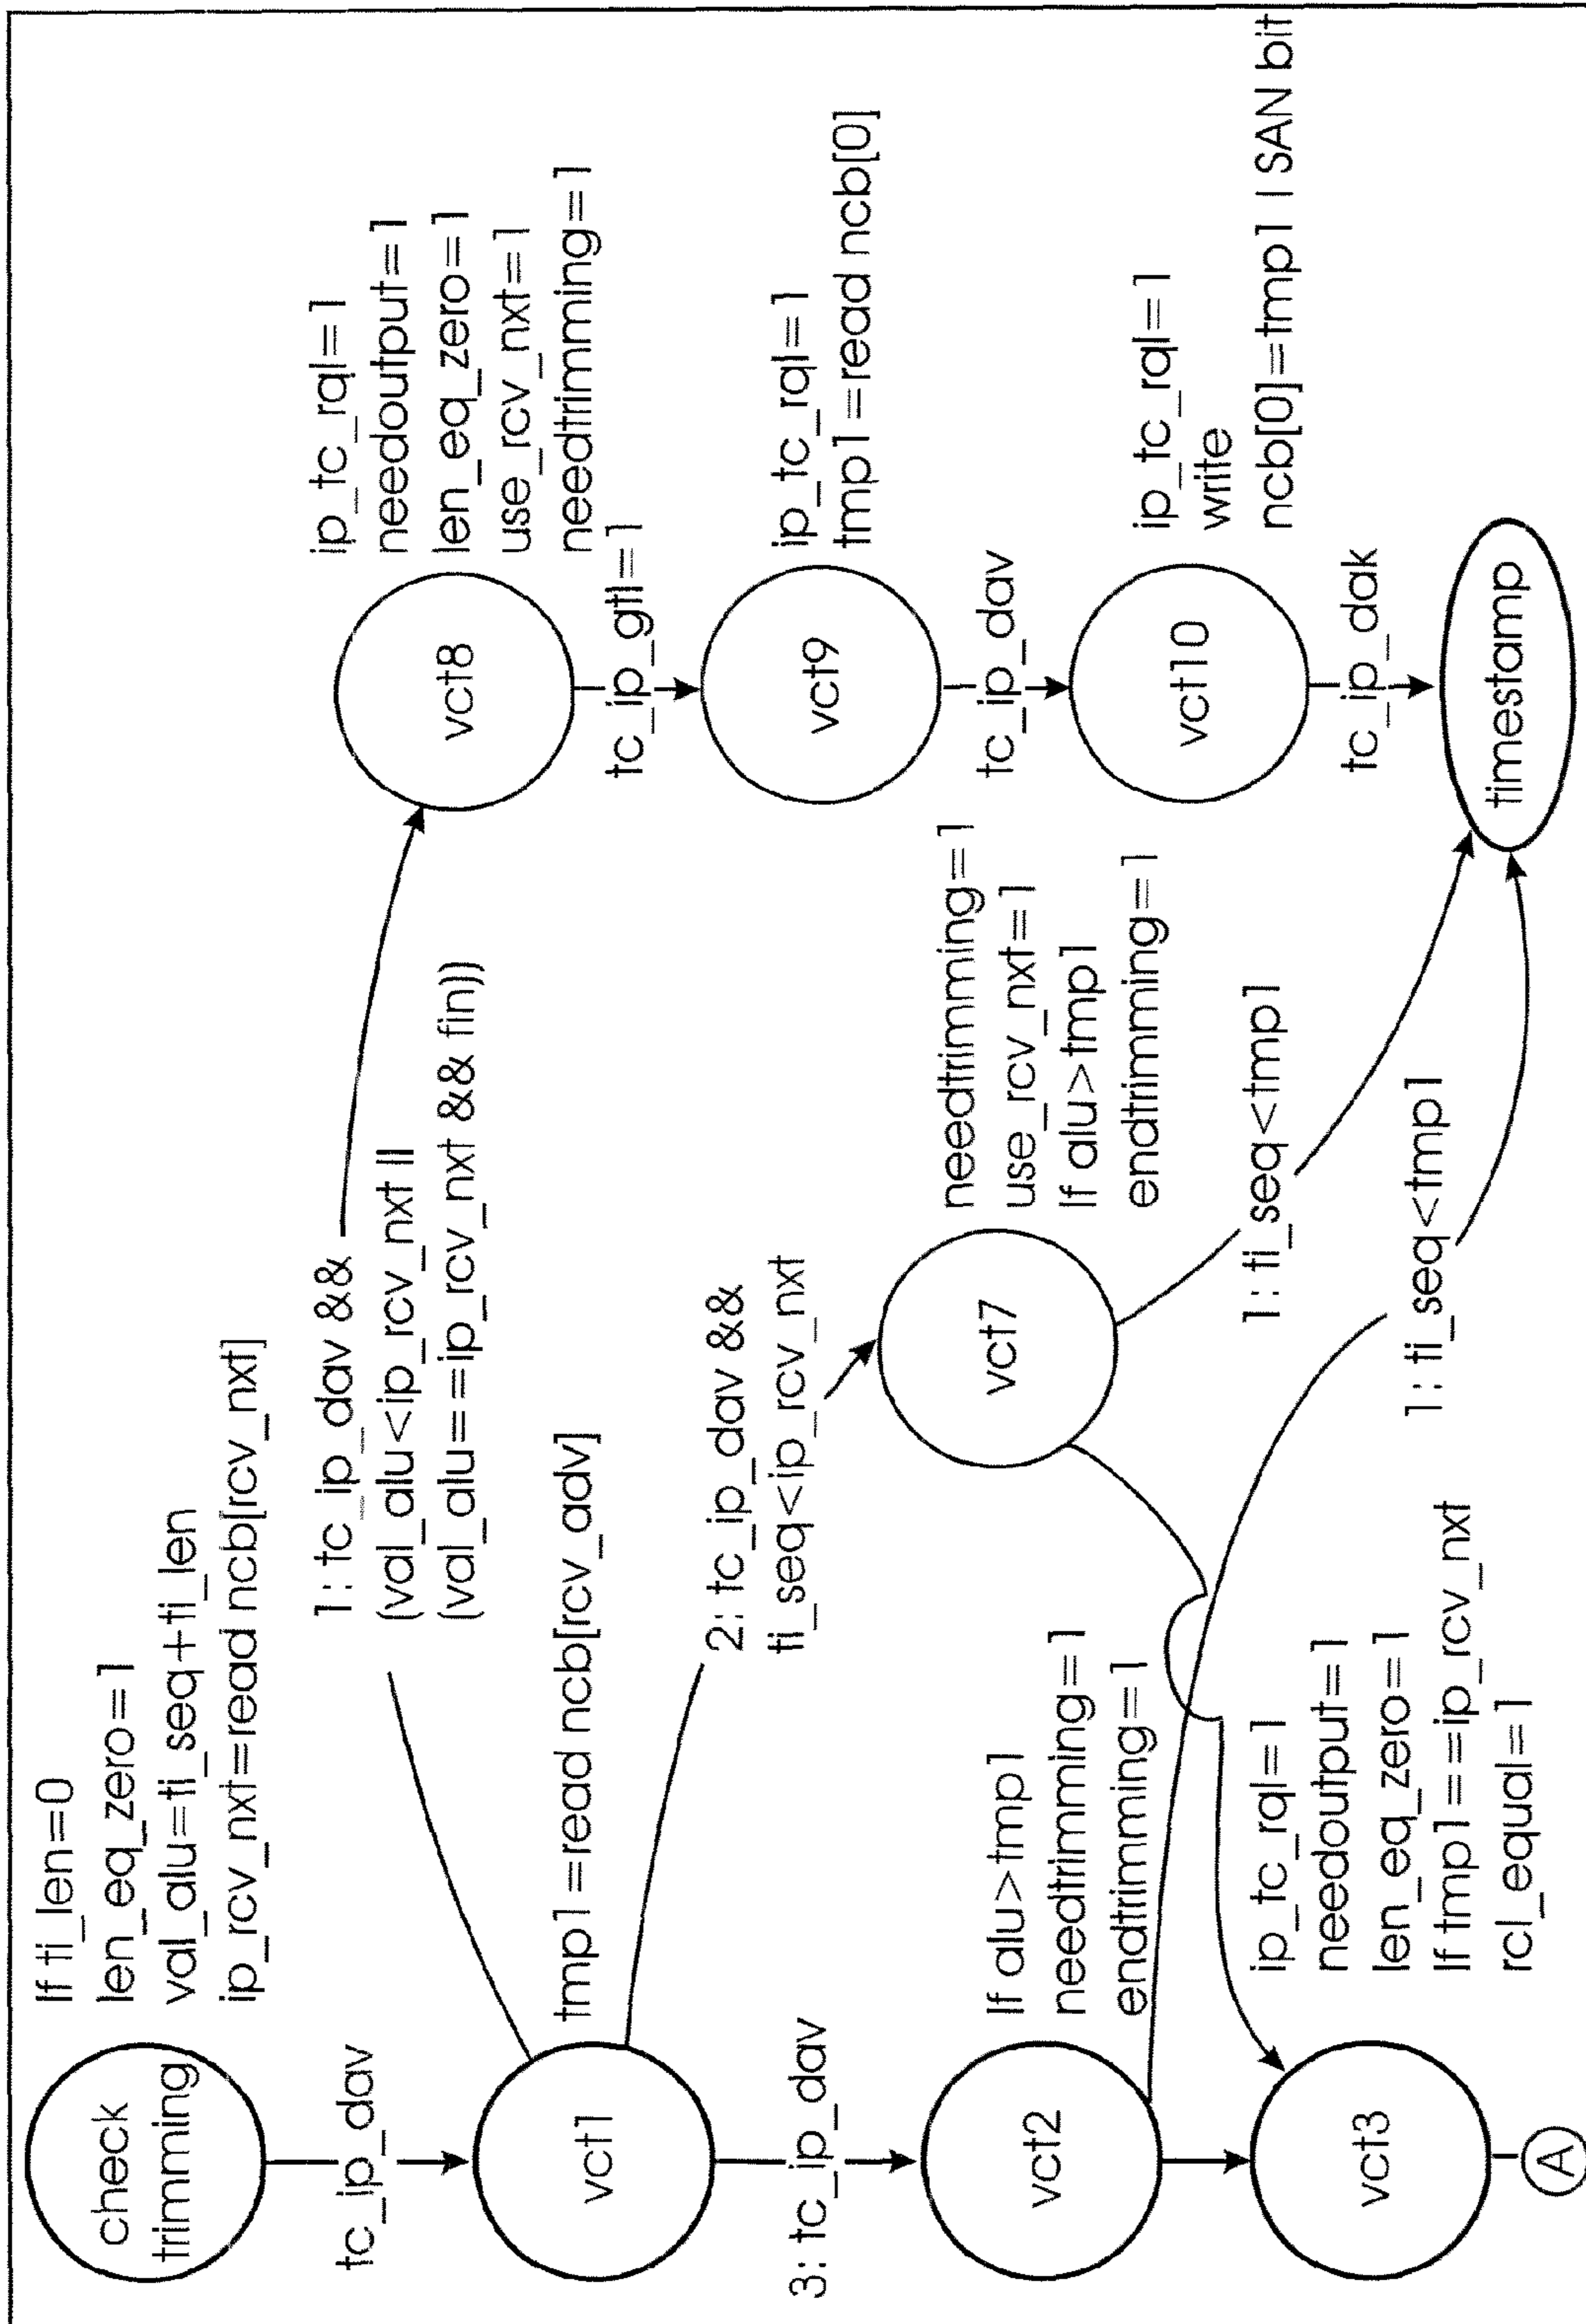 check
trimming
If ti_len=0
len_eq_zero=1
val_alu=ti_seq+ti_len
ip_rcv_nxt=read ncb[rcv_nxt]
tc_ip_dav
vct1
tmp1=read ncb[rcv_adv]
1: tc_ip_dav &&
(val_alu<ip_rcv_nxt ||
(val_alu==ip_rcv_nxt && fin))
vct8
ip_tc_rql=1
needoutput=1
len_eq_zero=1
use_rcv_nxt=1
needtrimming=1
tc_ip_gtl=1
vct9
ip_tc_rql=1
tmp1=read ncb[0]
tc_ip_dav
vct10
ip_tc_rql=1
write
ncb[0]=tmp1 | SAN bit
tc_ip_dak
timestamp
2: tc_ip_dav &&
ti_seq<ip_rcv_nxt
vct7
needtrimming=1
use_rcv_nxt=1
If alu>tmp1
endtrimming=1
1: ti_seq<tmp1
3: tc_ip_dav
vct2
If alu>tmp1
needtrimming=1
endtrimming=1
1: ti_seq<tmp1
vct3
ip_tc_rql=1
needoutput=1
len_eq_zero=1
If tmp1==ip_rcv_nxt
rcl_equal=1
A